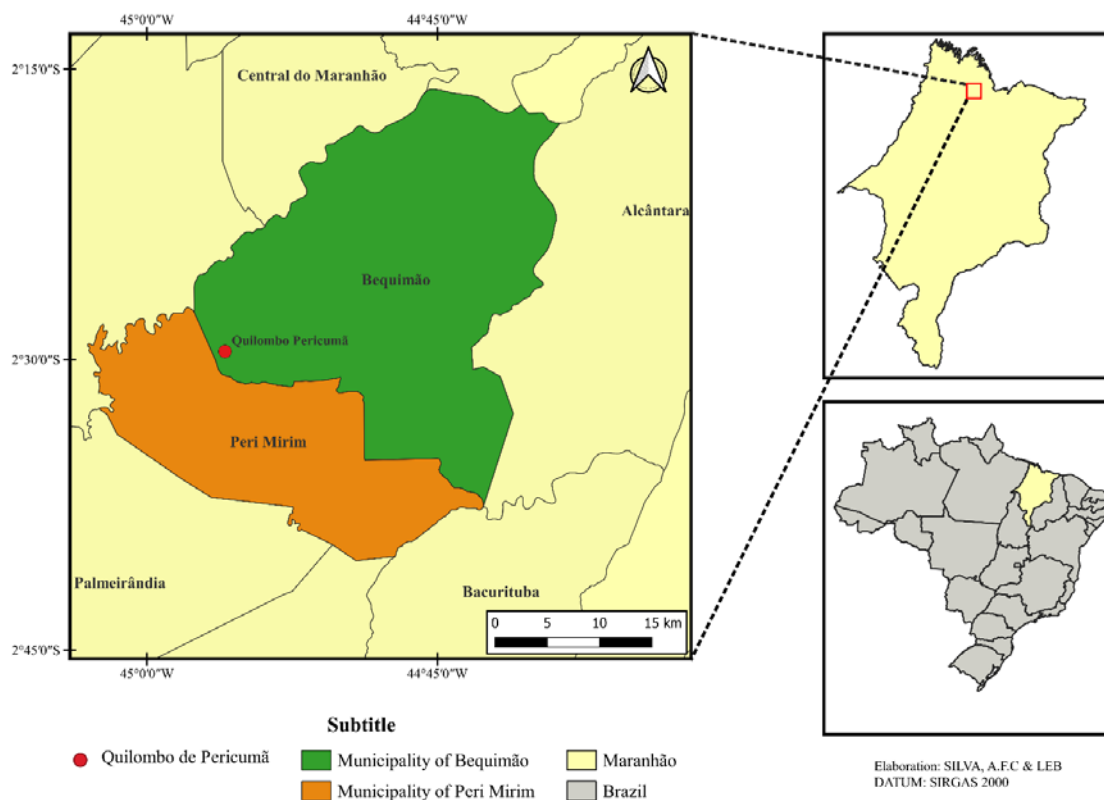 45°0'0"W 44°45'0"W
2°15'0"S
Central do Maranhão
Alcântara
Bequimão
Quilombo Pericumã
2°30'0"S
Peri Mirim
Palmeirândia
Bacurituba
0 5 10 15 km
2°45'0"S
45°0'0"W 44°45'0"W
Subtitle
Quilombo de Pericumã
Municipality of Bequimão
Maranhão
Municipality of Peri Mirim
Brazil
Elaboration: SILVA, A.F.C & LEB
DATUM: SIRGAS 2000